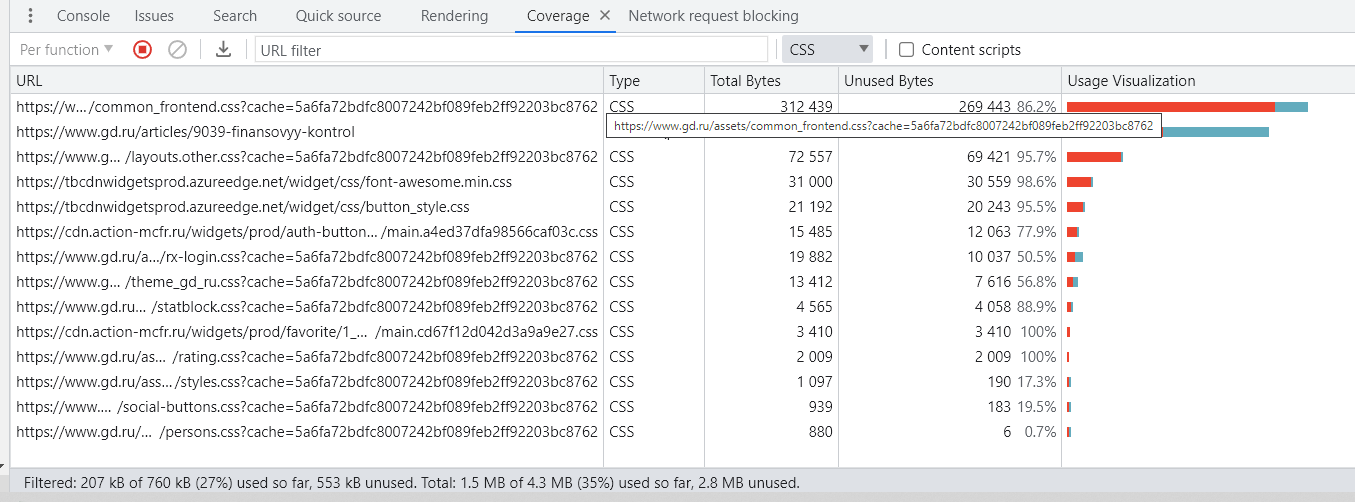 Console Issues Search Quick source Rendering Coverage × Network request blocking
Per function URL filter CSS Content scripts
URL Type Total Bytes Unused Bytes Usage Visualization
https://w… /common_frontend.css?cache=5a6fa72bdfc8007242bf089feb2ff92203bc8762 CSS 312 439 269 443 86.2%
https://www.gd.ru/assets/common_frontend.css?cache=5a6fa72bdfc8007242bf089feb2ff92203bc8762
https://www.gd.ru/articles/9039-finansovyy-kontrol
https://www.g… /layouts.other.css?cache=5a6fa72bdfc8007242bf089feb2ff92203bc8762 CSS 72 557 69 421 95.7%
https://tbcdnwidgetsprod.azureedge.net/widget/css/font-awesome.min.css CSS 31 000 30 559 98.6%
https://tbcdnwidgetsprod.azureedge.net/widget/css/button_style.css CSS 21 192 20 243 95.5%
https://cdn.action-mcfr.ru/widgets/prod/auth-button… /main.a4ed37dfa98566caf03c.css CSS 15 485 12 063 77.9%
https://www.gd.ru/a… /rx-login.css?cache=5a6fa72bdfc8007242bf089feb2ff92203bc8762 CSS 19 882 10 037 50.5%
https://www.g… /theme_gd_ru.css?cache=5a6fa72bdfc8007242bf089feb2ff92203bc8762 CSS 13 412 7 616 56.8%
https://www.gd.ru… /statblock.css?cache=5a6fa72bdfc8007242bf089feb2ff92203bc8762 CSS 4 565 4 058 88.9%
https://cdn.action-mcfr.ru/widgets/prod/favorite/1_… /main.cd67f12d042d3a9a9e27.css CSS 3 410 3 410 100%
https://www.gd.ru/as… /rating.css?cache=5a6fa72bdfc8007242bf089feb2ff92203bc8762 CSS 2 009 2 009 100%
https://www.gd.ru/ass… /styles.css?cache=5a6fa72bdfc8007242bf089feb2ff92203bc8762 CSS 1 097 190 17.3%
https://www.… /social-buttons.css?cache=5a6fa72bdfc8007242bf089feb2ff92203bc8762 CSS 939 183 19.5%
https://www.gd.ru/… /persons.css?cache=5a6fa72bdfc8007242bf089feb2ff92203bc8762 CSS 880 6 0.7%
Filtered: 207 kB of 760 kB (27%) used so far, 553 kB unused. Total: 1.5 MB of 4.3 MB (35%) used so far, 2.8 MB unused.